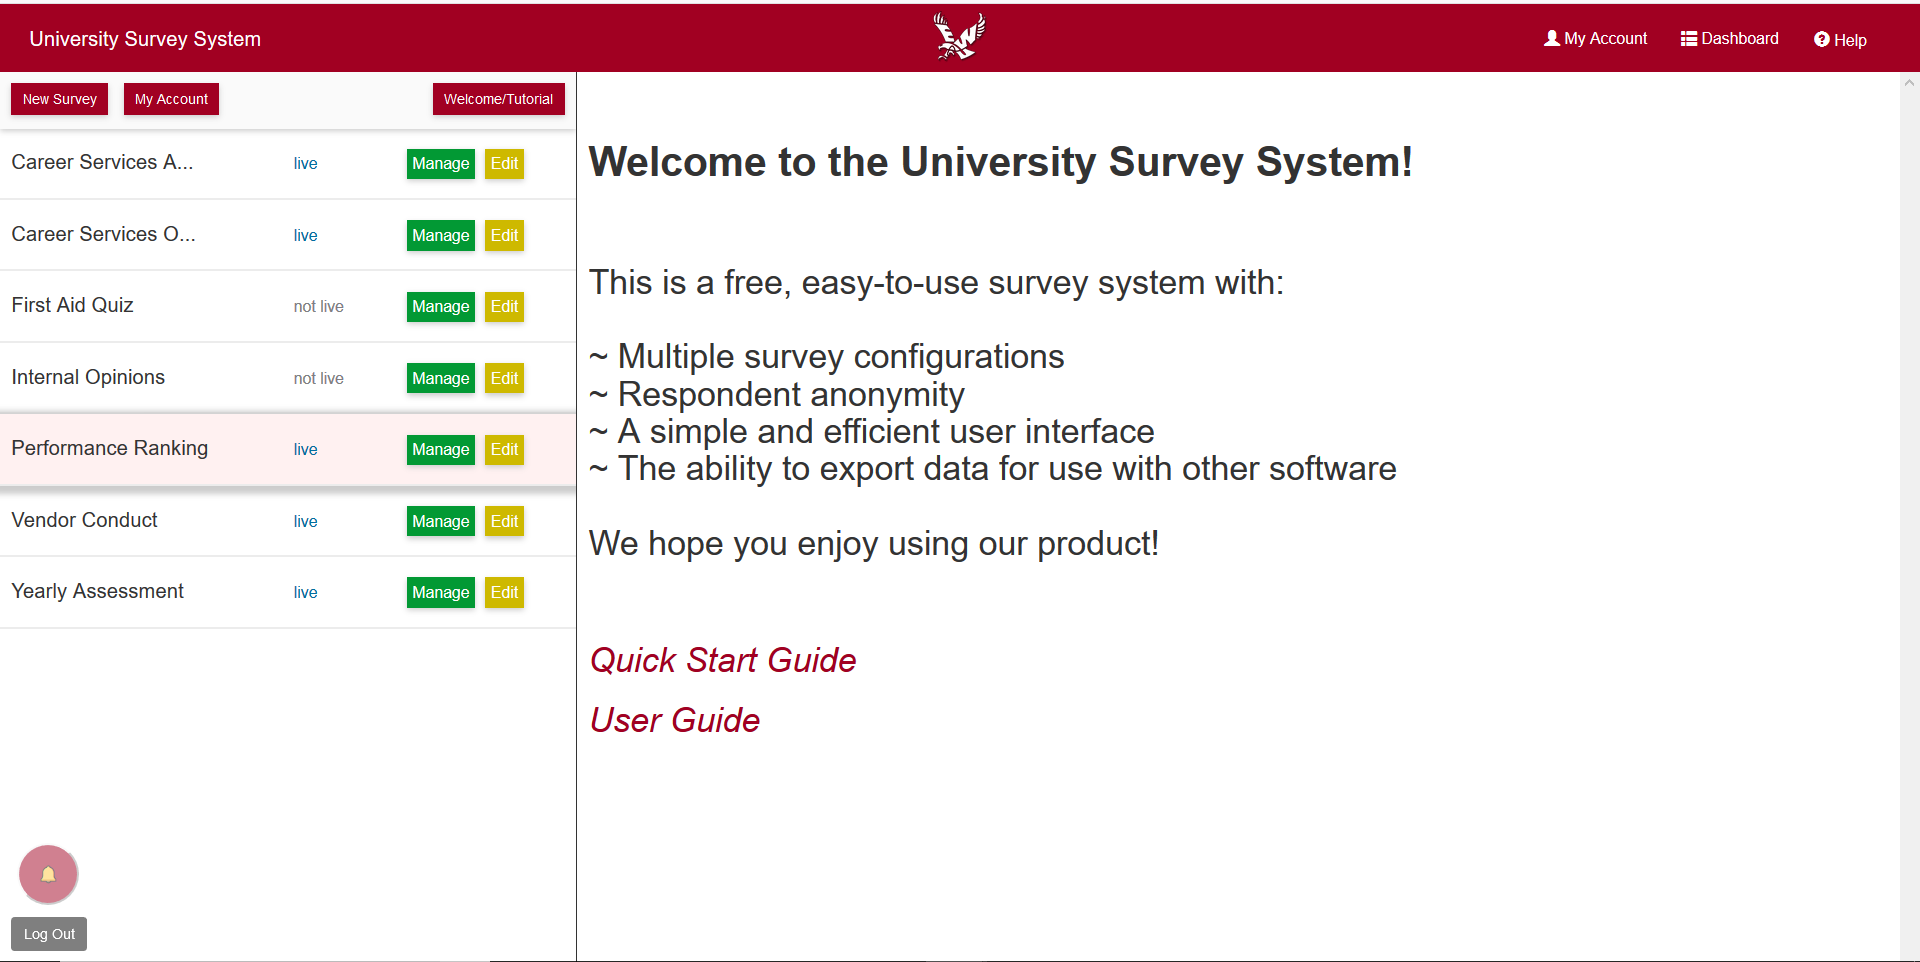 University Survey System
My Account
Dashboard
Help
New Survey
My Account
Welcome/Tutorial
Career Services A... live Manage Edit
Career Services O... live Manage Edit
First Aid Quiz not live Manage Edit
Internal Opinions not live Manage Edit
Performance Ranking live Manage Edit
Vendor Conduct live Manage Edit
Yearly Assessment live Manage Edit
Log Out
Welcome to the University Survey System!
This is a free, easy-to-use survey system with:
~ Multiple survey configurations
~ Respondent anonymity
~ A simple and efficient user interface
~ The ability to export data for use with other software
We hope you enjoy using our product!
Quick Start Guide
User Guide